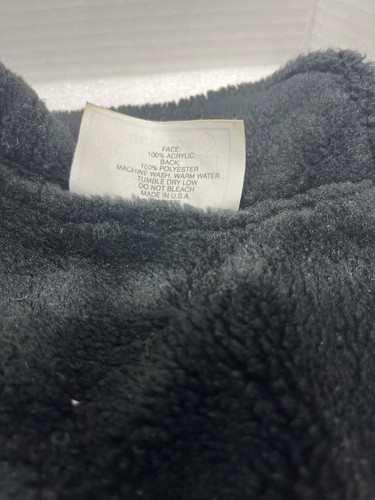 FACE:
100% ACRYLIC
BACK:
100% POLYESTER
MACHINE WASH, WARM WATER
TUMBLE DRY LOW
DO NOT BLEACH
MADE IN U.S.A.